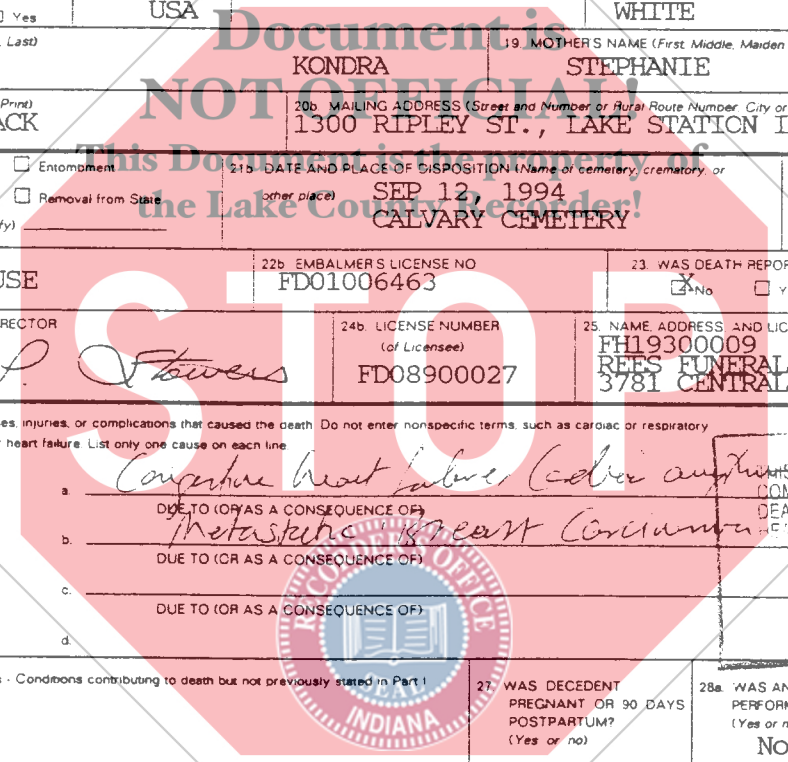 Yes USA WHITE
Document is
Last) 19. MOTHER'S NAME (First, Middle, Maiden
KONDRA STEPHANIE
NOT OFFICIAL!
Print) 20b. MAILING ADDRESS (Street and Number or Rural Route Number, City or
ACK 1300 RIPLEY ST., LAKE STATION I
This Document is the property of
Entombment 21b DATE AND PLACE OF DISPOSITION (Name of cemetery, crematory, or
Removal from State other place) SEP 12, 1994
the Lake County Recorder!
fy) CALVARY CEMETERY
22b EMBALMER'S LICENSE NO 23. WAS DEATH REPOR
USE FD01006463 X No Y
STOP
RECTOR 24b. LICENSE NUMBER 25. NAME, ADDRESS, AND LIC
(of Licensee) FH19300009
P. Stowers FD08900027 REES FUNERAL
3781 CENTRAL
es, injuries, or complications that caused the death. Do not enter nonspecific terms, such as cardiac or respiratory
heart failure. List only one cause on each line.
a. Congestive heart failure
DUE TO (OR AS A CONSEQUENCE OF)
b. Metastatic Breast Carcinoma
DUE TO (OR AS A CONSEQUENCE OF)
c.
DUE TO (OR AS A CONSEQUENCE OF)
d.
RECORDER'S OFFICE
SEAL
INDIANA
s - Conditions contributing to death but not previously stated in Part I
27. WAS DECEDENT 28a. WAS AN
PREGNANT OR 90 DAYS PERFORM
POSTPARTUM? (Yes or n
(Yes or no) No